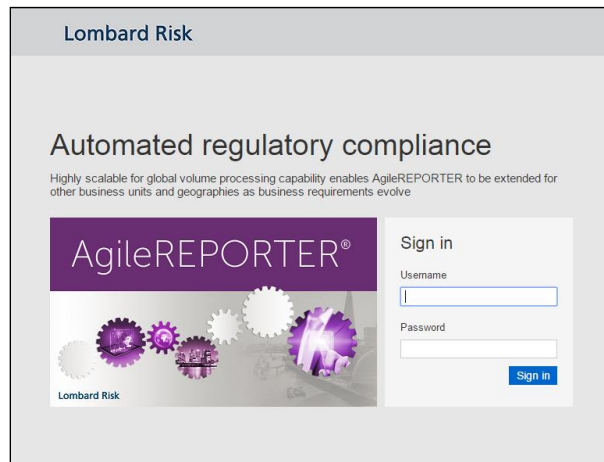 Lombard Risk
Automated regulatory compliance
Highly scalable for global volume processing capability enables AgileREPORTER to be extended for
other business units and geographies as business requirements evolve
AgileREPORTER®
Lombard Risk
Sign in
Username
Password
Sign in